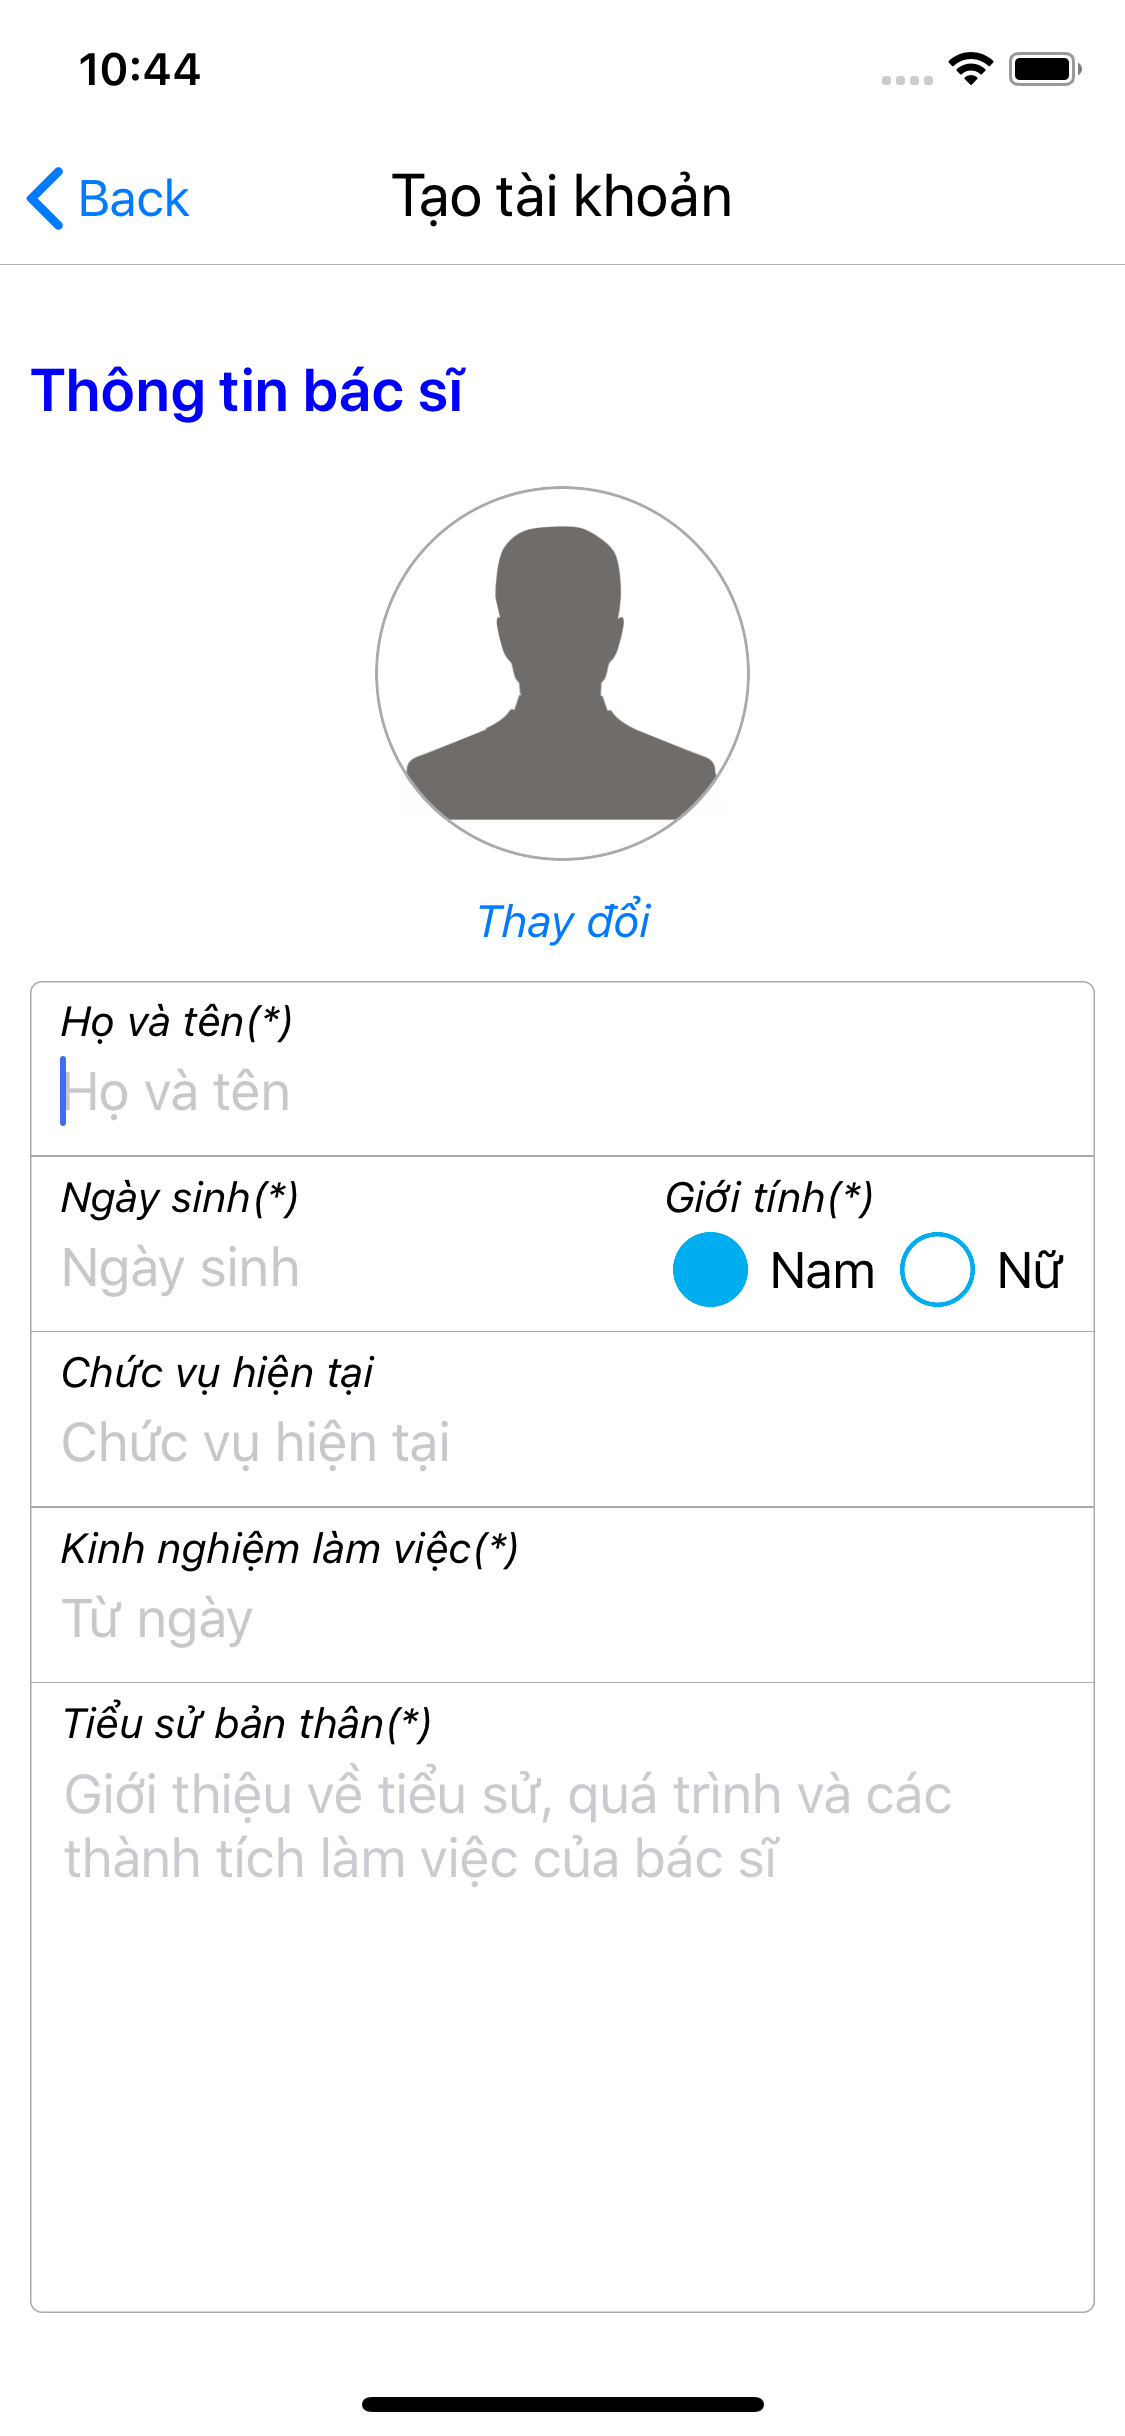 10:44
Back
Tạo tài khoản
Thông tin bác sĩ
Thay đổi
Họ và tên(*)
Họ và tên
Ngày sinh(*)
Giới tính(*)
Ngày sinh
Nam
Nữ
Chức vụ hiện tại
Chức vụ hiện tại
Kinh nghiệm làm việc(*)
Từ ngày
Tiểu sử bản thân(*)
Giới thiệu về tiểu sử, quá trình và các
thành tích làm việc của bác sĩ